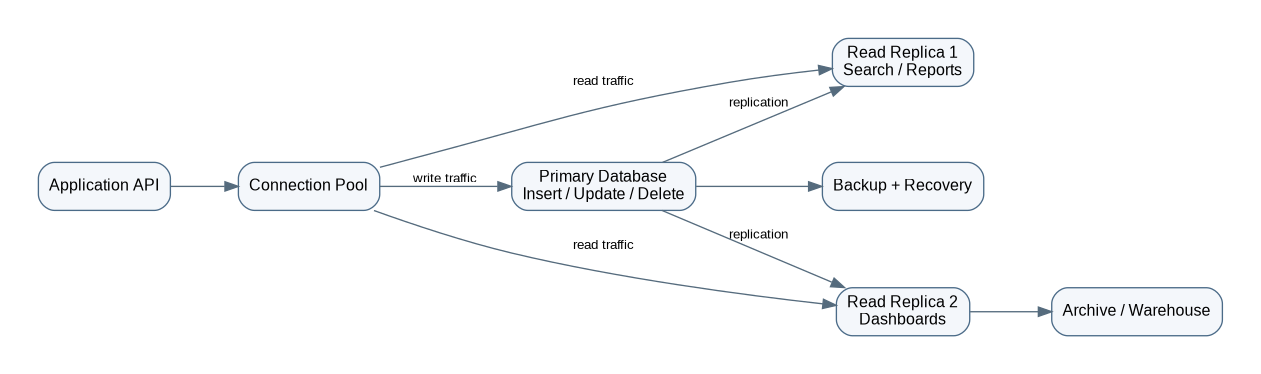 Read Replica 1
Search / Reports
read traffic
replication
Application API
Connection Pool
write traffic
Primary Database
Insert / Update / Delete
Backup + Recovery
replication
read traffic
Read Replica 2
Dashboards
Archive / Warehouse